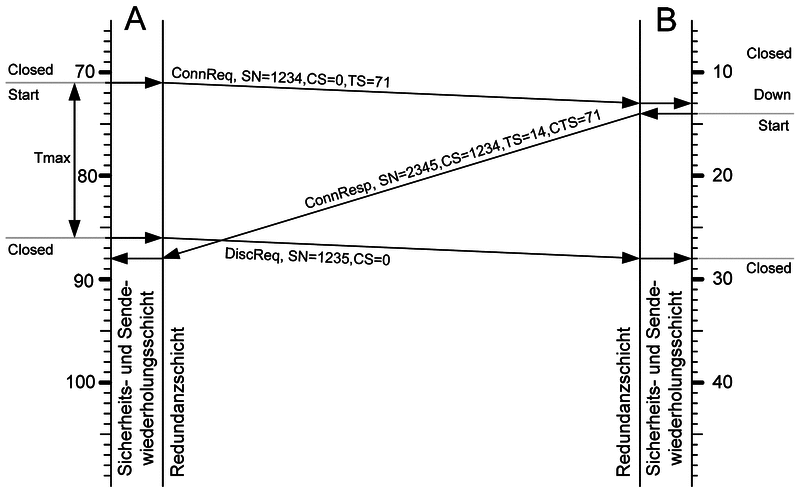 A
B
Closed
70
ConnReq, SN=1234,CS=0,TS=71
10
Closed
Start
Down
Start
Tmax
80
ConnResp, SN=2345,CS=1234,TS=14,CTS=71
20
Closed
DiscReq, SN=1235,CS=0
Closed
90
30
100
40
Sicherheits- und Sende-
wiederholungsschicht
Redundanzschicht
Redundanzschicht
Sicherheits- und Sende-
wiederholungsschicht